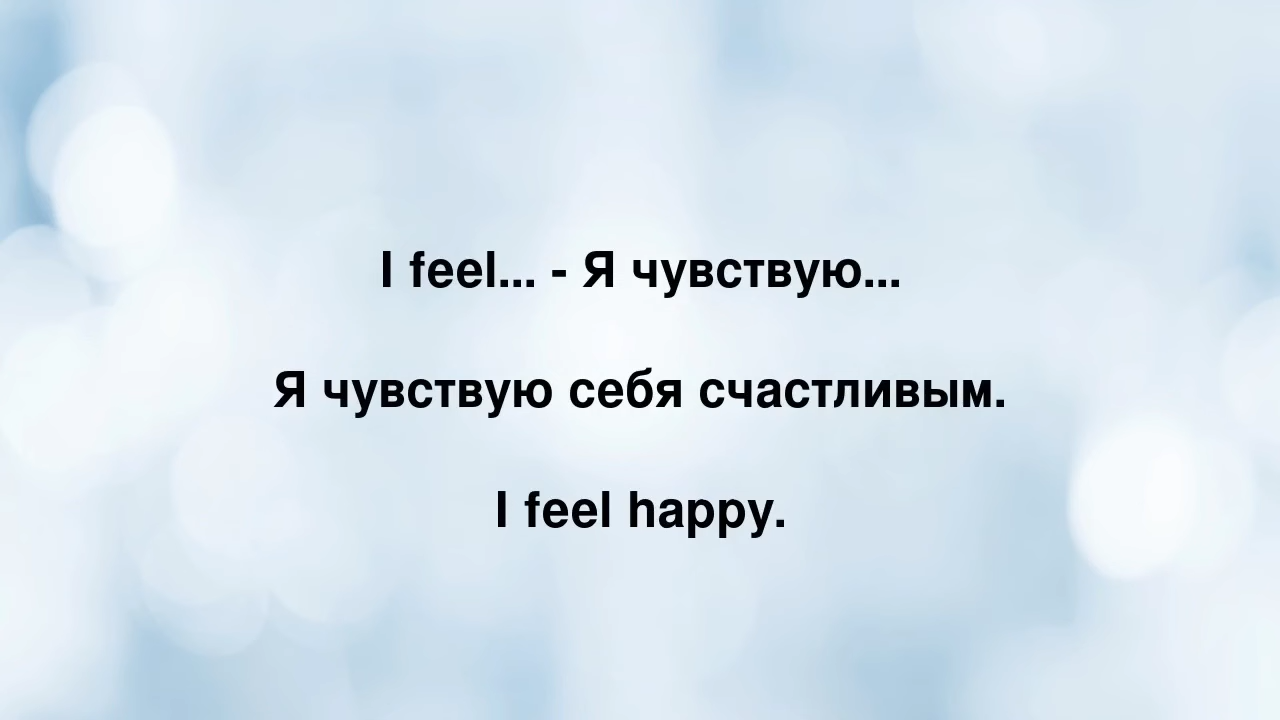 I feel... - Я чувствую...
Я чувствую себя счастливым.
I feel happy.